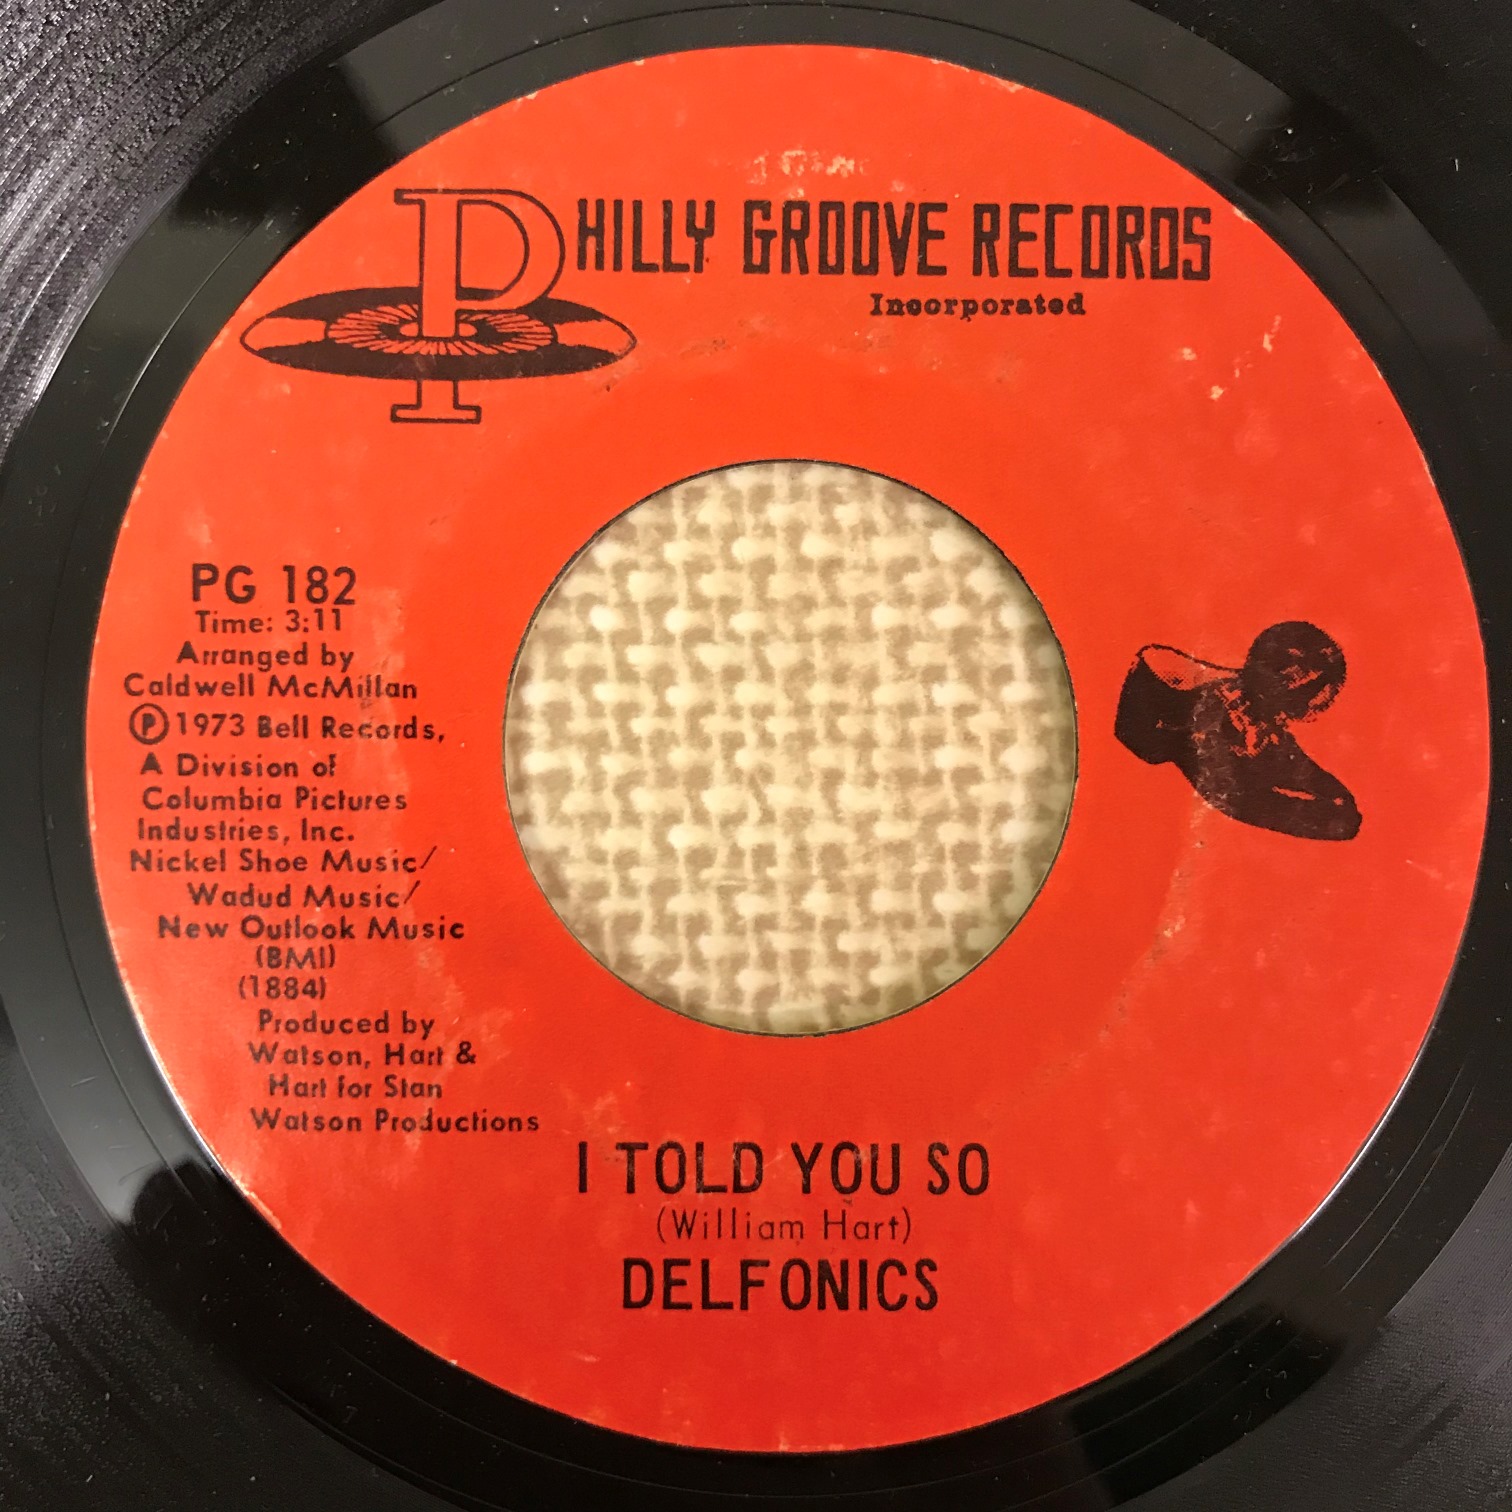 PHILLY GROOVE RECORDS
Incorporated
PG 182
Time: 3:11
Arranged by
Caldwell McMillan
Ⓟ 1973 Bell Records,
A Division of
Columbia Pictures
Industries, Inc.
Nickel Shoe Music/
Wadud Music/
New Outlook Music
(BMI)
(1884)
Produced by
Watson, Hart &
Hart for Stan
Watson Productions
I TOLD YOU SO
(William Hart)
DELFONICS